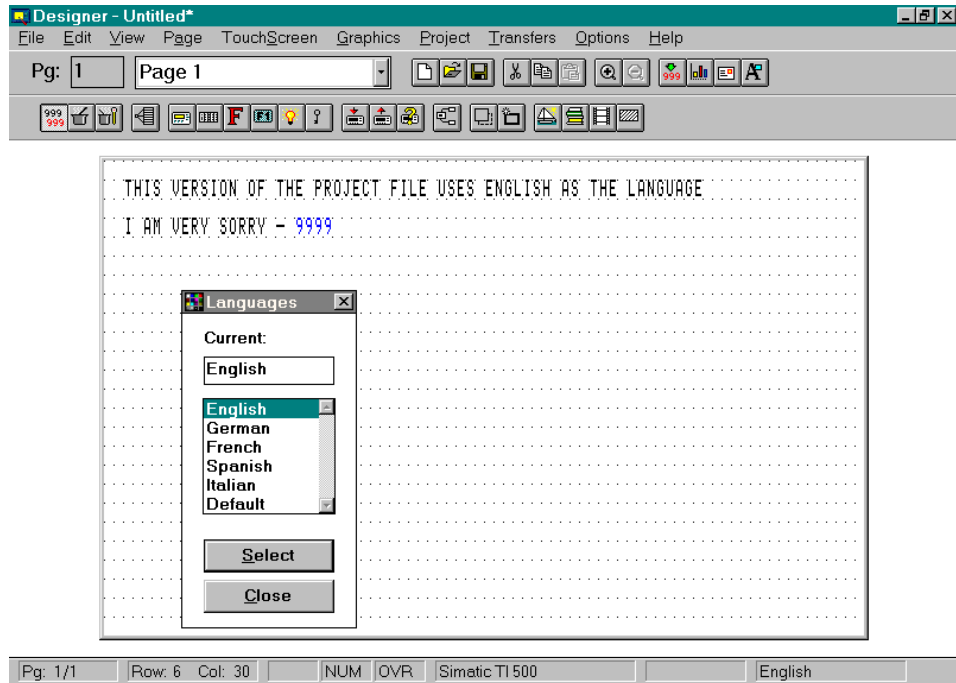 Designer - Untitled*
File Edit View Page TouchScreen Graphics Project Transfers Options Help
Pg: 1 Page 1
THIS VERSION OF THE PROJECT FILE USES ENGLISH AS THE LANGUAGE
I AM VERY SORRY - 9999
Languages
Current:
English
English
German
French
Spanish
Italian
Default
Select
Close
Pg: 1/1 Row: 6 Col: 30 NUM OVR Simatic TI 500 English